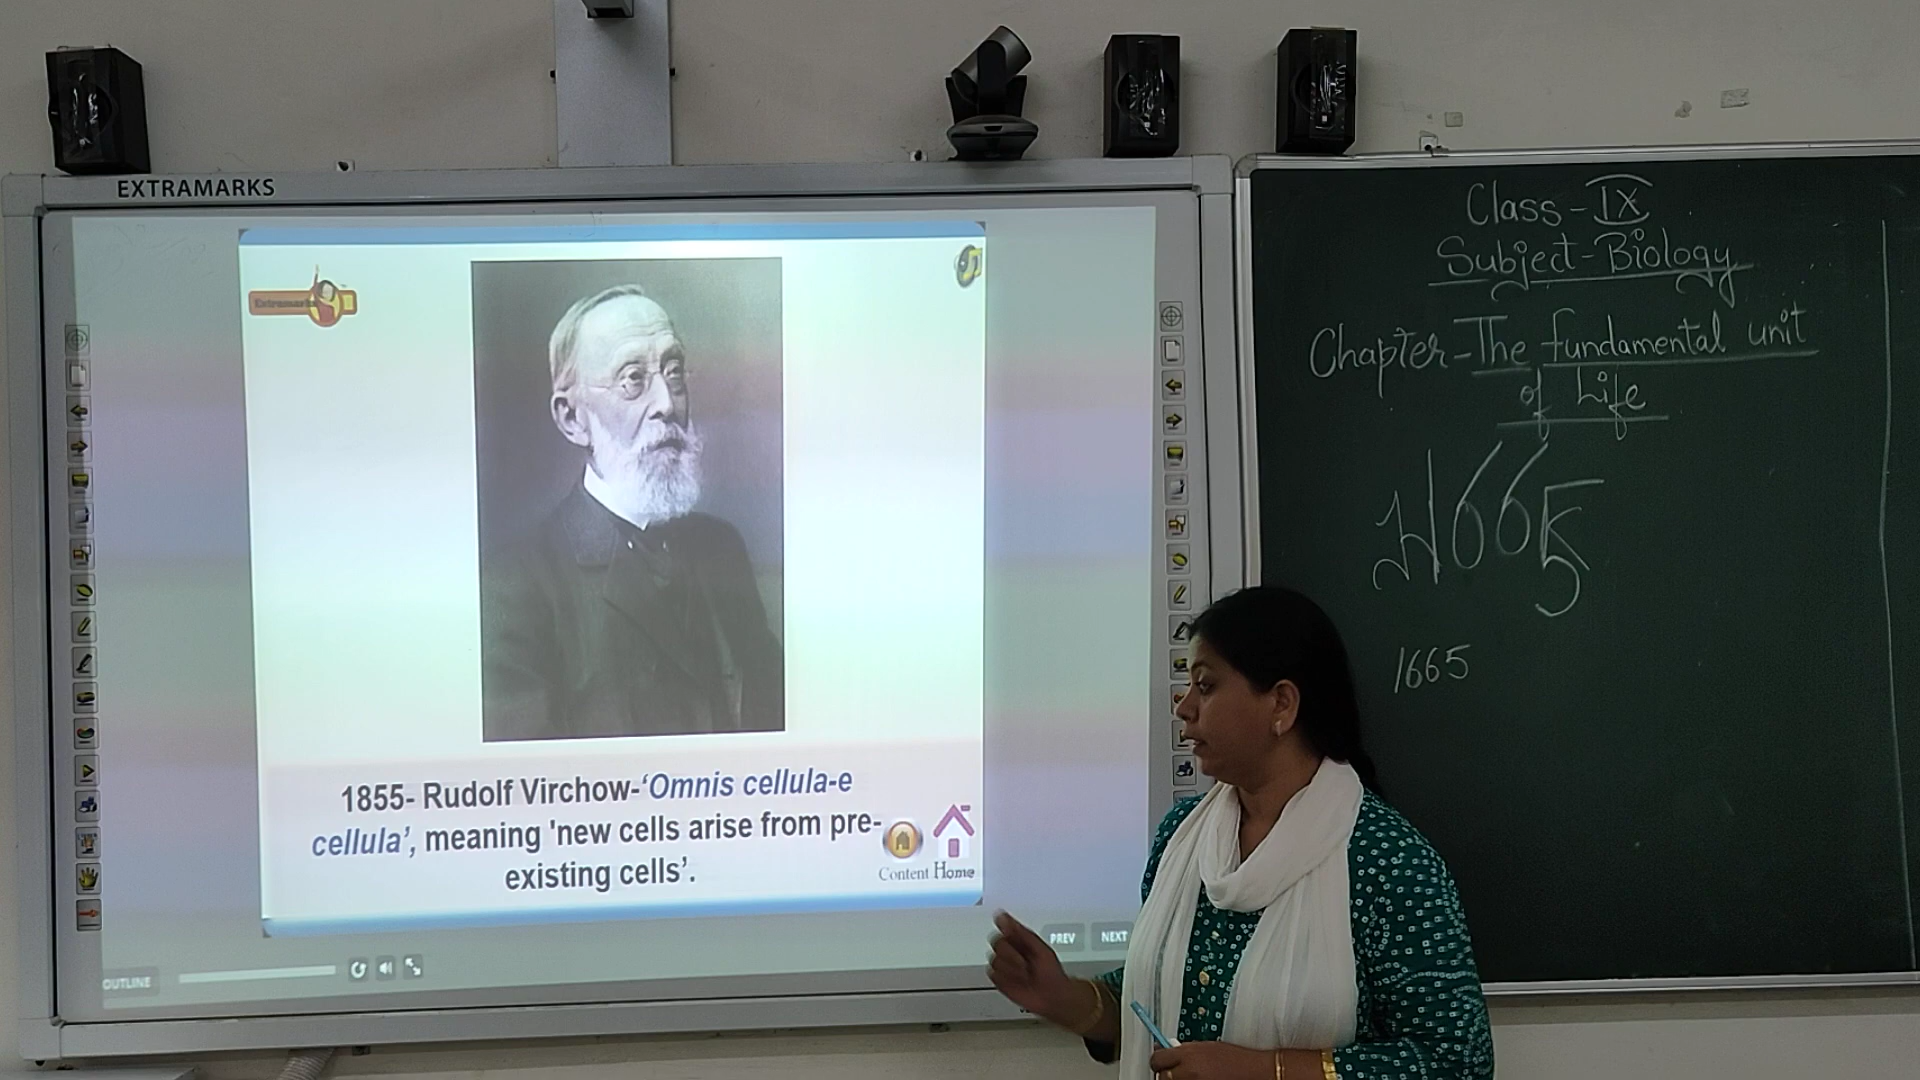 EXTRAMARKS
Extramarks
1855- Rudolf Virchow-‘Omnis cellula-e
cellula’, meaning 'new cells arise from pre-
existing cells’.
Content Home
PREV NEXT
OUTLINE
Class - IX
Subject - Biology
Chapter - The fundamental unit
of Life
1665
1665